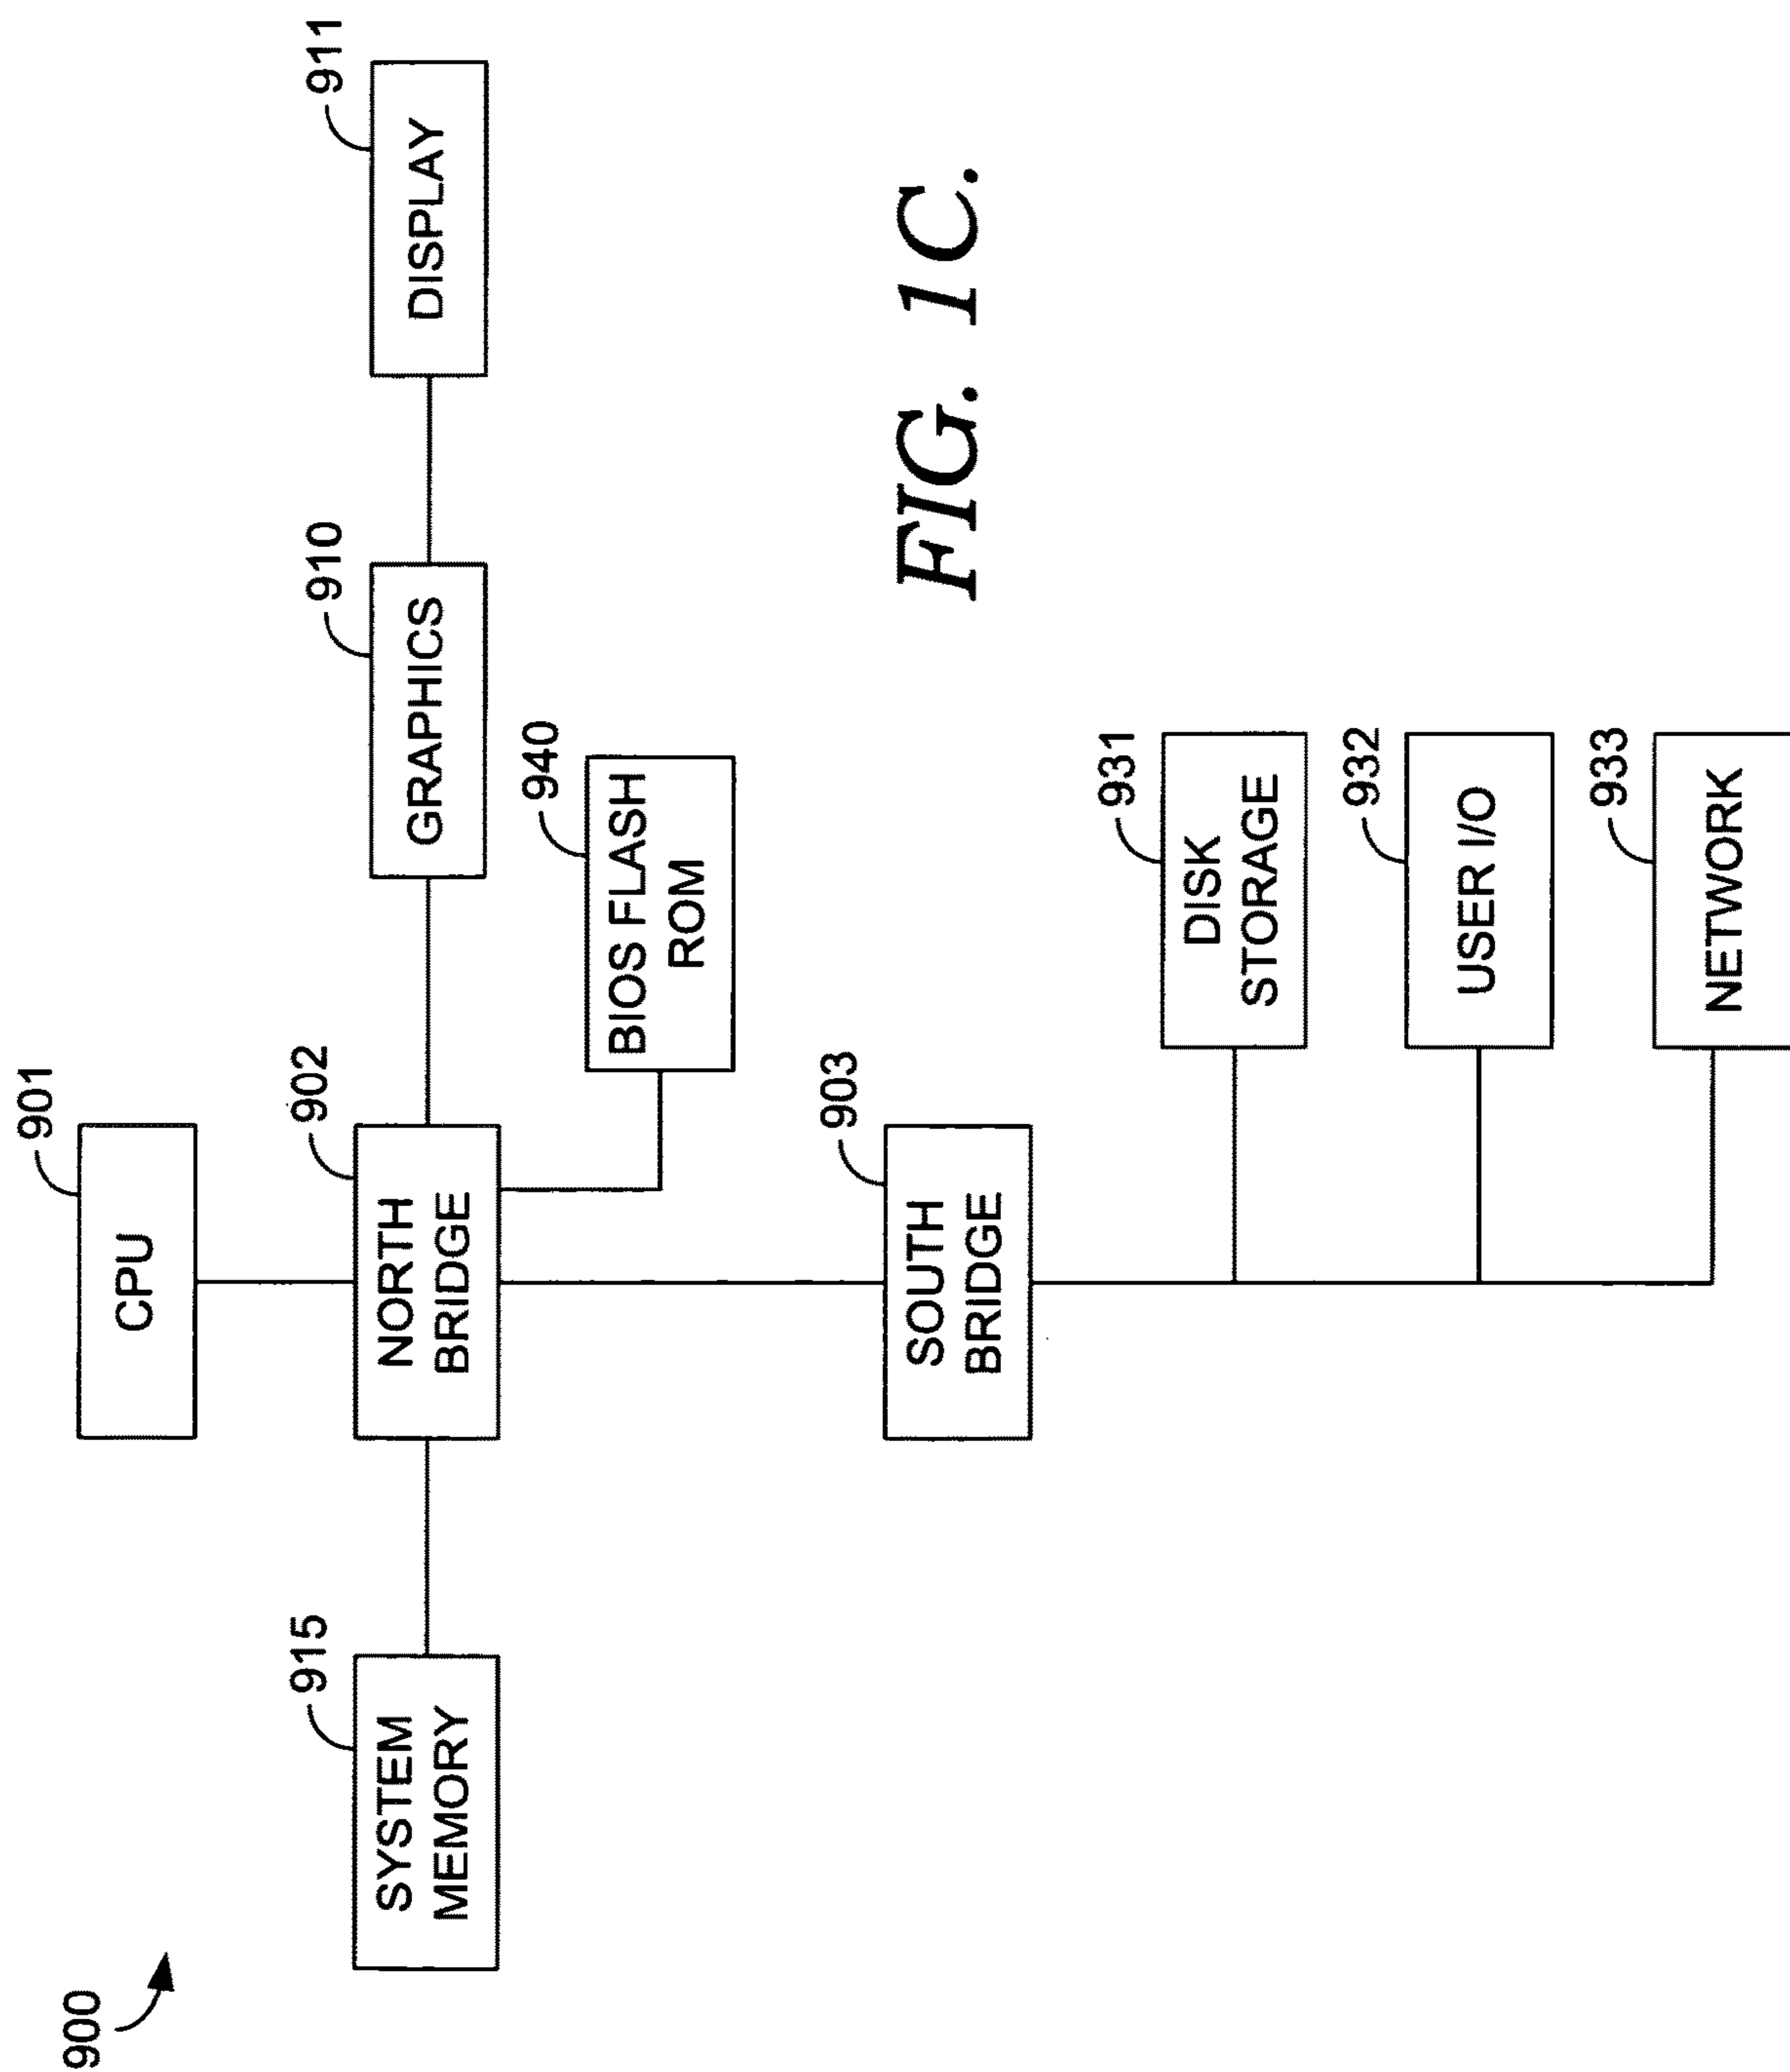 900
901
CPU
915
SYSTEM
MEMORY
902
NORTH
BRIDGE
910
GRAPHICS
911
DISPLAY
940
BIOS FLASH
ROM
903
SOUTH
BRIDGE
931
DISK
STORAGE
932
USER I/O
933
NETWORK
FIG. 1C.